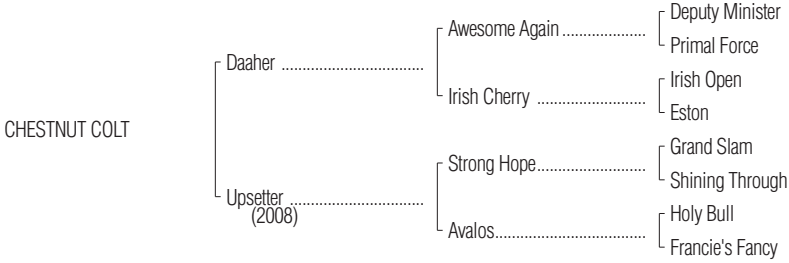 Deputy Minister
Awesome Again ....................
Primal Force
Daaher ..................................
Irish Open
Irish Cherry ..........................
Eston
CHESTNUT COLT
Grand Slam
Strong Hope..........................
Shining Through
Upsetter ................................
(2008)
Holy Bull
Avalos....................................
Francie's Fancy